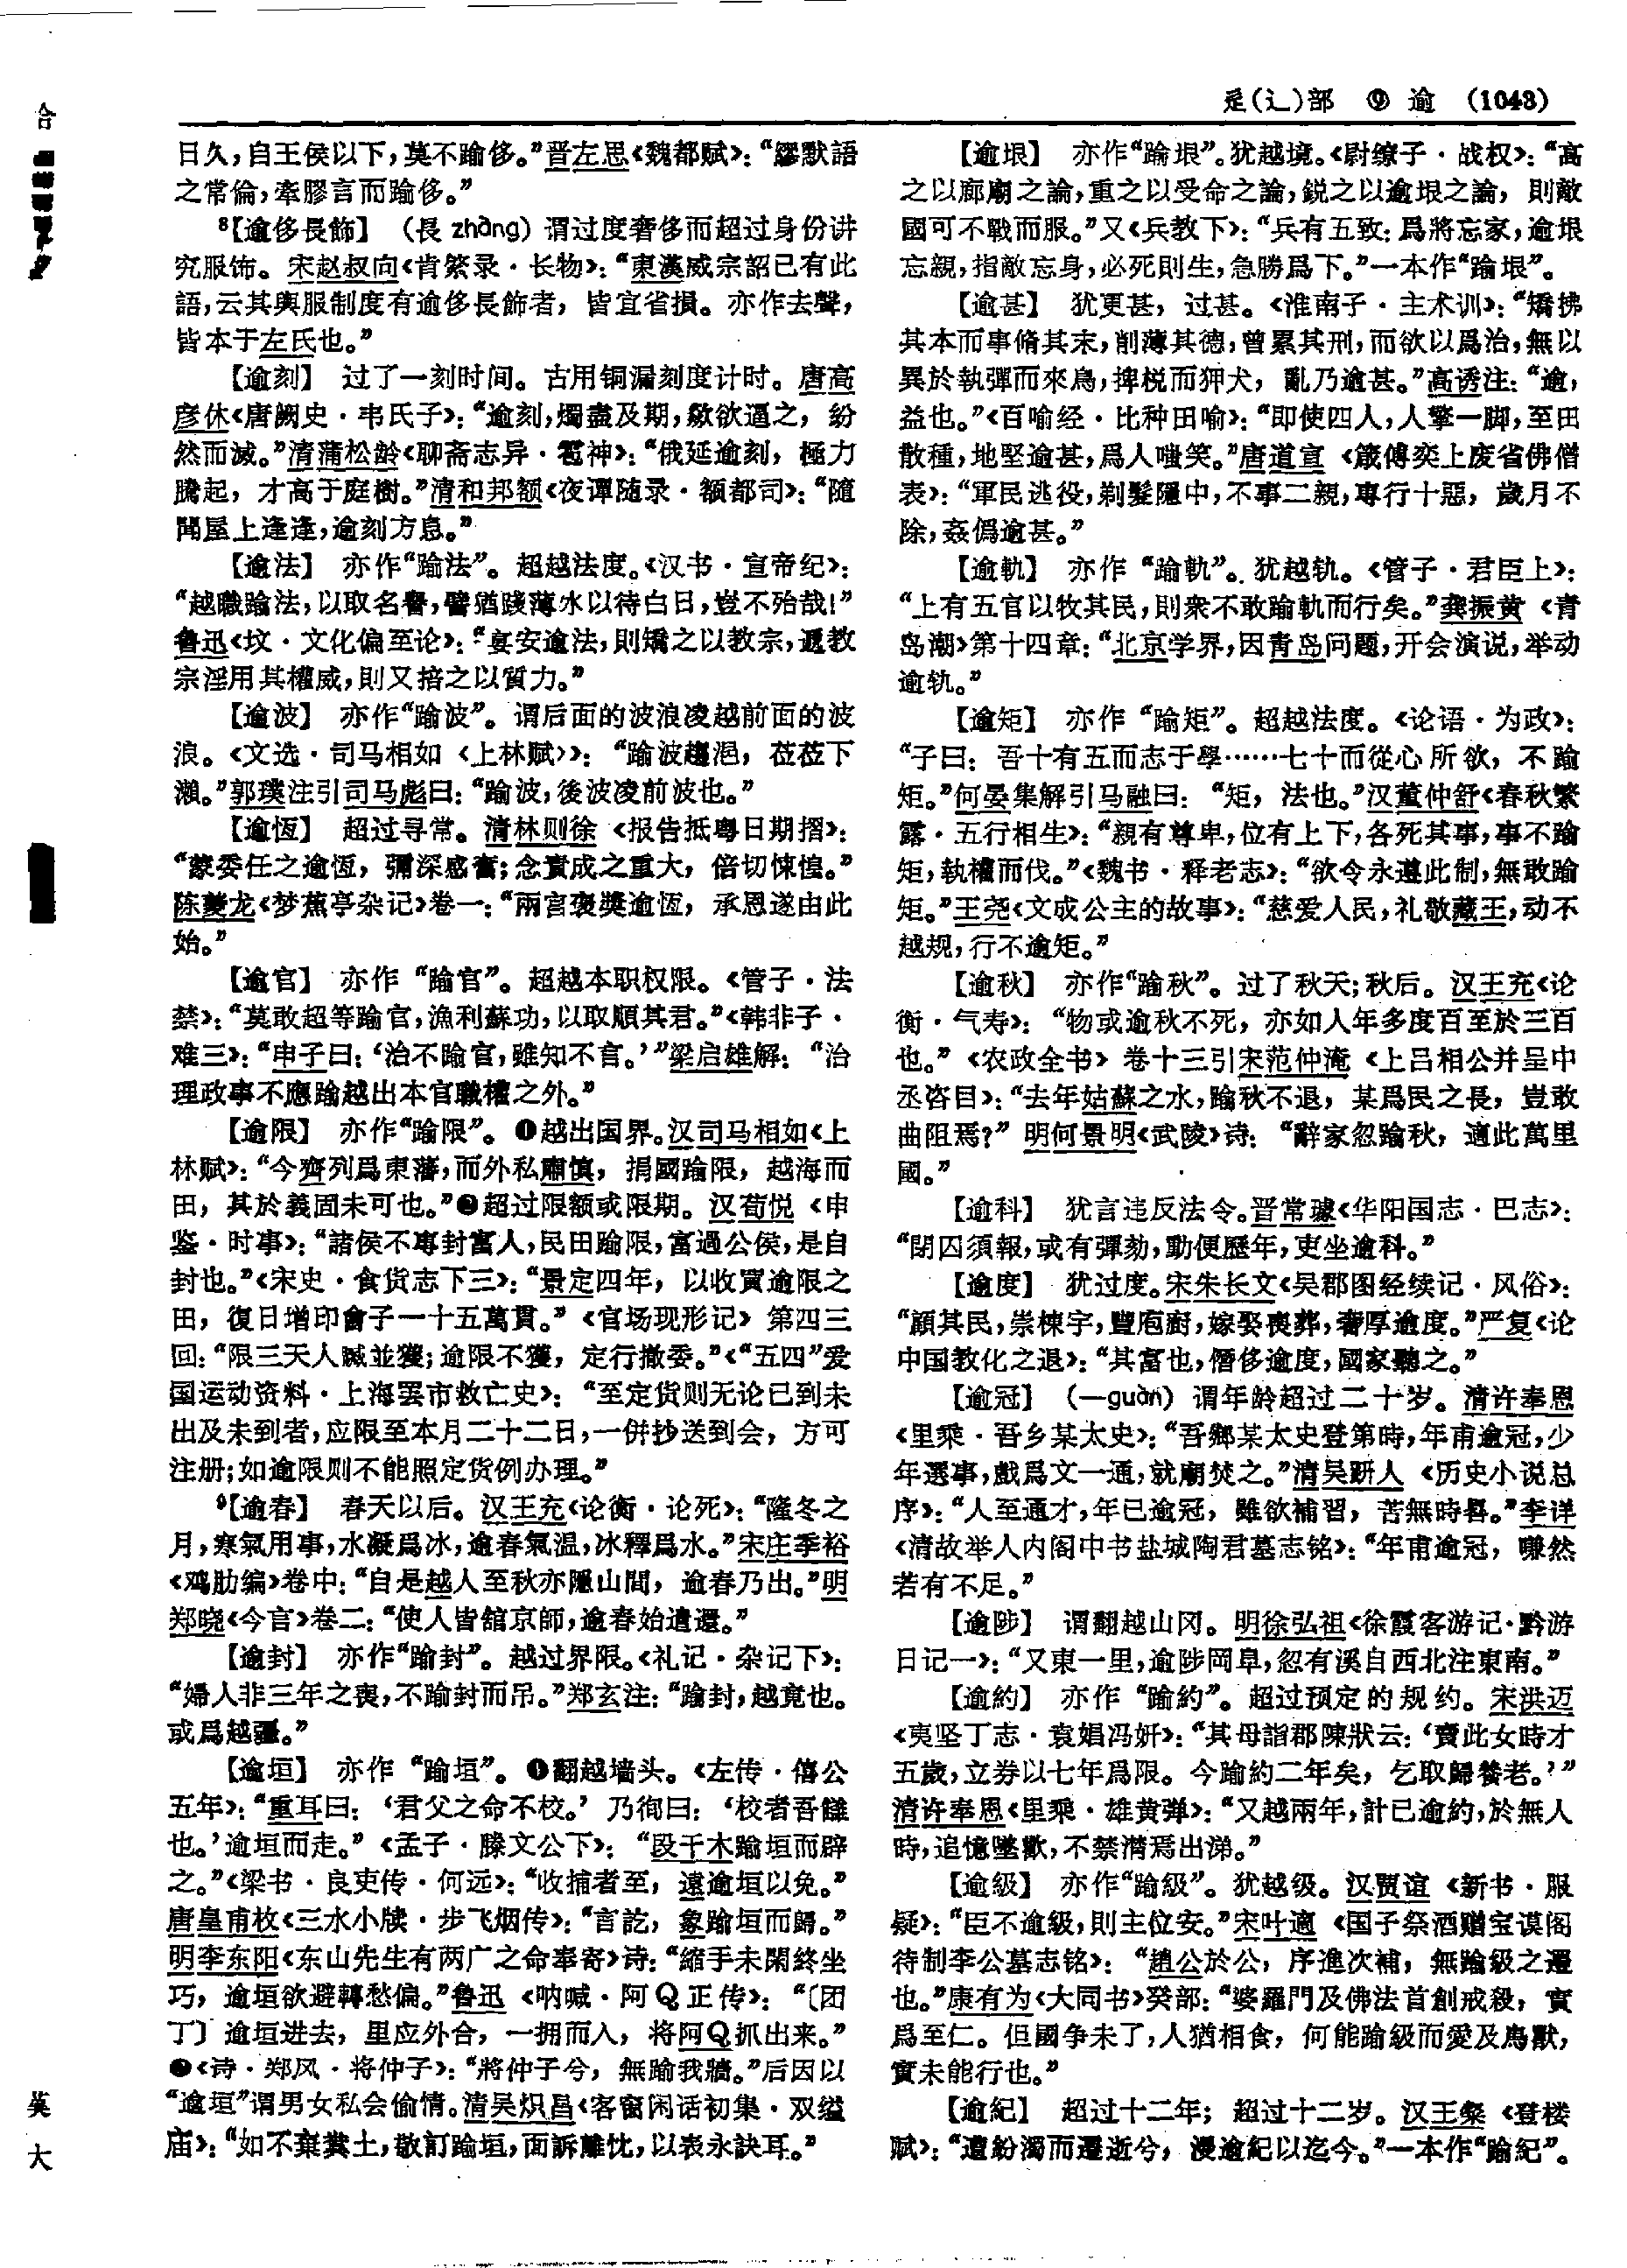 辵(辶)部 ⑨ 逾 (1043)
合
日久，自王侯以下，莫不踰侈。”晋左思《魏都赋》：“繆默語
之常倫，牽膠言而踰侈。”
8【逾侈長飾】 （長 zhàng）谓过度奢侈而超过身份讲
究服饰。宋赵叔向《肯綮录·长物》：“東漢威宗詔已有此
語，云其輿服制度有逾侈長飾者，皆宜省損。亦作去聲，
皆本于左氏也。”
【逾刻】 过了一刻时间。古用铜漏刻度计时。唐高
彦休《唐阙史·韦氏子》：“逾刻，燭盡及期，歘欲逼之，紛
然而滅。”清蒲松龄《聊斋志异·雹神》：“俄延逾刻，極力
騰起，才高于庭樹。”清和邦额《夜谭随录·额都司》：“隨
聞屋上逢逢，逾刻方息。”
【逾法】 亦作“踰法”。超越法度。《汉书·宣帝纪》：
“越職踰法，以取名譽，譬猶踐薄冰以待白日，豈不殆哉！”
鲁迅《坟·文化偏至论》：“宴安逾法，則矯之以教宗，遞教
宗淫用其權威，則又掊之以質力。”
【逾波】 亦作“踰波”。谓后面的波浪凌越前面的波
浪。《文选·司马相如〈上林赋〉》：“踰波趨浥，莅莅下
瀨。”郭璞注引司马彪曰：“踰波，後波凌前波也。”
【逾恆】 超过寻常。清林则徐《报告抵粤日期摺》：
“蒙委任之逾恆，彌深感奮；念責成之重大，倍切悚惶。”
陈夔龙《梦蕉亭杂记》卷一：“兩宫褒獎逾恆，承恩遂由此
始。”
【逾官】 亦作“踰官”。超越本职权限。《管子·法
禁》：“莫敢超等踰官，漁利蘇功，以取順其君。”《韩非子·
难三》：“申子曰：‘治不踰官，雖知不言。’”梁启雄解：“治
理政事不應踰越出本官職權之外。”
【逾限】 亦作“踰限”。❶越出国界。汉司马相如《上
林赋》：“今齊列爲東藩，而外私肅慎，捐國踰限，越海而
田，其於義固未可也。”❷超过限额或限期。汉荀悦《申
鉴·时事》：“諸侯不專封富人，民田踰限，富過公侯，是自
封也。”《宋史·食货志下三》：“景定四年，以收買逾限之
田，復日增印會子一十五萬貫。”《官场现形记》第四三
回：“限三天人贓並獲；逾限不獲，定行撤委。”《“五四”爱
国运动资料·上海罢市救亡史》：“至定货则无论已到未
出及未到者，应限至本月二十二日，一併抄送到会，方可
注册；如逾限则不能照定货例办理。”
9【逾春】 春天以后。汉王充《论衡·论死》：“隆冬之
月，寒氣用事，水凝爲冰，逾春氣温，冰釋爲水。”宋庄季裕
《鸡肋编》卷中：“自是越人至秋亦隱山間，逾春乃出。”明
郑晓《今言》卷二：“使人皆舘京師，逾春始遣還。”
【逾封】 亦作“踰封”。越过界限。《礼记·杂记下》：
“婦人非三年之喪，不踰封而吊。”郑玄注：“踰封，越竟也。
或爲越疆。”
【逾垣】 亦作“踰垣”。❶翻越墙头。《左传·僖公
五年》：“重耳曰：‘君父之命不校。’乃徇曰：‘校者吾讎
也。’逾垣而走。”《孟子·滕文公下》：“段干木踰垣而辟
之。”《梁书·良吏传·何远》：“收捕者至，遠逾垣以免。”
唐皇甫枚《三水小牍·步飞烟传》：“言訖，象踰垣而歸。”
明李东阳《东山先生有两广之命奉寄》诗：“縮手未閑終坐
巧，逾垣欲避轉愁偏。”鲁迅《呐喊·阿Q正传》：“〔团
丁〕逾垣进去，里应外合，一拥而入，将阿Q抓出来。”
❷《诗·郑风·将仲子》：“將仲子兮，無踰我牆。”后因以
“逾垣”谓男女私会偷情。清吴炽昌《客窗闲话初集·双缢
庙》：“如不棄糞土，敬訂踰垣，面訴離忱，以表永訣耳。”
【逾垠】 亦作“踰垠”。犹越境。《尉缭子·战权》：“高
之以廊廟之論，重之以受命之論，鋭之以逾垠之論，則敵
國可不戰而服。”又《兵教下》：“兵有五致：爲將忘家，逾垠
忘親，指敵忘身，必死則生，急勝爲下。”一本作“踰垠”。
【逾甚】 犹更甚，过甚。《淮南子·主术训》：“矯拂
其本而事脩其末，削薄其德，曾累其刑，而欲以爲治，無以
異於執彈而來鳥，捭棁而狎犬，亂乃逾甚。”高诱注：“逾，
益也。”《百喻经·比种田喻》：“即使四人，人擎一脚，至田
散種，地堅逾甚，爲人嗤笑。”唐道宣《箴傅奕上废省佛僧
表》：“軍民逃役，剃髮隱中，不事二親，專行十惡，歲月不
除，姦僞逾甚。”
【逾軌】 亦作“踰軌”。犹越轨。《管子·君臣上》：
“上有五官以牧其民，則衆不敢踰軌而行矣。”龚振黄《青
岛潮》第十四章：“北京学界，因青岛问题，开会演说，举动
逾轨。”
【逾矩】 亦作“踰矩”。超越法度。《论语·为政》：
“子曰：吾十有五而志于學……七十而從心所欲，不踰
矩。”何晏集解引马融曰：“矩，法也。”汉董仲舒《春秋繁
露·五行相生》：“親有尊卑，位有上下，各死其事，事不踰
矩，執權而伐。”《魏书·释老志》：“欲令永遵此制，無敢踰
矩。”王尧《文成公主的故事》：“慈爱人民，礼敬藏王，动不
越规，行不逾矩。”
【逾秋】 亦作“踰秋”。过了秋天；秋后。汉王充《论
衡·气寿》：“物或逾秋不死，亦如人年多度百至於三百
也。”《农政全书》卷十三引宋范仲淹《上吕相公并呈中
丞咨目》：“去年姑蘇之水，踰秋不退，某爲民之長，豈敢
曲阻焉？”明何景明《武陵》诗：“辭家忽踰秋，適此萬里
國。”
【逾科】 犹言违反法令。晋常璩《华阳国志·巴志》：
“閉囚須報，或有彈劾，動便歷年，吏坐逾科。”
【逾度】 犹过度。宋朱长文《吴郡图经续记·风俗》：
“顧其民，崇棟宇，豐庖廚，嫁娶喪葬，奢厚逾度。”严复《论
中国教化之退》：“其富也，僭侈逾度，國家聽之。”
【逾冠】 （—guàn）谓年龄超过二十岁。清许奉恩
《里乘·吾乡某太史》：“吾鄉某太史登第時，年甫逾冠，少
年選事，戲爲文一通，就廟焚之。”清吴趼人《历史小说总
序》：“人至通才，年已逾冠，雖欲補習，苦無時晷。”李详
《清故举人内阁中书盐城陶君墓志铭》：“年甫逾冠，嗛然
若有不足。”
【逾陟】 谓翻越山冈。明徐弘祖《徐霞客游记·黔游
日记一》：“又東一里，逾陟岡阜，忽有溪自西北注東南。”
【逾約】 亦作“踰約”。超过预定的规约。宋洪迈
《夷坚丁志·袁娼冯妍》：“其母詣郡陳狀云：‘賣此女時才
五歲，立券以七年爲限。今踰約二年矣，乞取歸養老。’”
清许奉恩《里乘·雄黄弹》：“又越兩年，計已逾約，於無人
時，追憶墜歡，不禁潸焉出涕。”
【逾級】 亦作“踰級”。犹越级。汉贾谊《新书·服
疑》：“臣不逾級，則主位安。”宋叶適《国子祭酒赠宝谟阁
待制李公墓志铭》：“趙公於公，序進次補，無踰級之遷
也。”康有为《大同书》癸部：“婆羅門及佛法首創戒殺，實
爲至仁。但國争未了，人猶相食，何能踰級而愛及鳥獸，
實未能行也。”
【逾紀】 超过十二年；超过十二岁。汉王粲《登楼
赋》：“遭紛濁而遷逝兮，漫逾紀以迄今。”一本作“踰紀”。
英
大